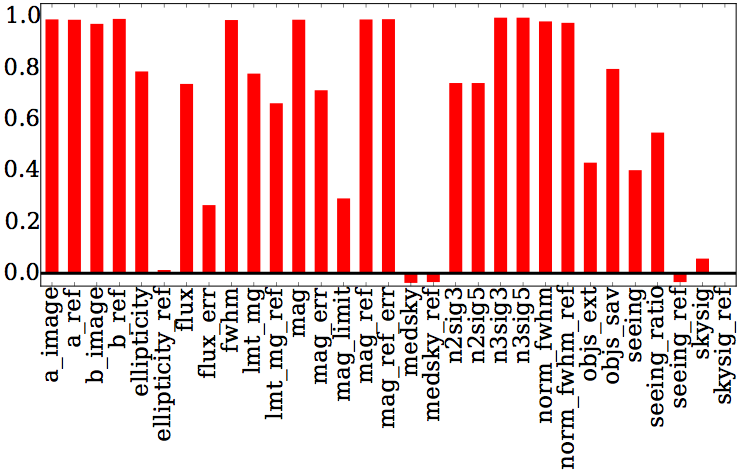 1.0
0.8
0.6
0.4
0.2
0.0
a_image
a_ref
b_image
b_ref
ellipticity
ellipticity_ref
flux
flux_err
fwhm
lmt_mg
lmt_mg_ref
mag
mag_err
mag_limit
mag_ref
mag_ref_err
medsky
medsky_ref
n2sig3
n2sig5
n3sig3
n3sig5
norm_fwhm
norm_fwhm_ref
objs_ext
objs_sav
seeing
seeing_ratio
seeing_ref
skysig
skysig_ref